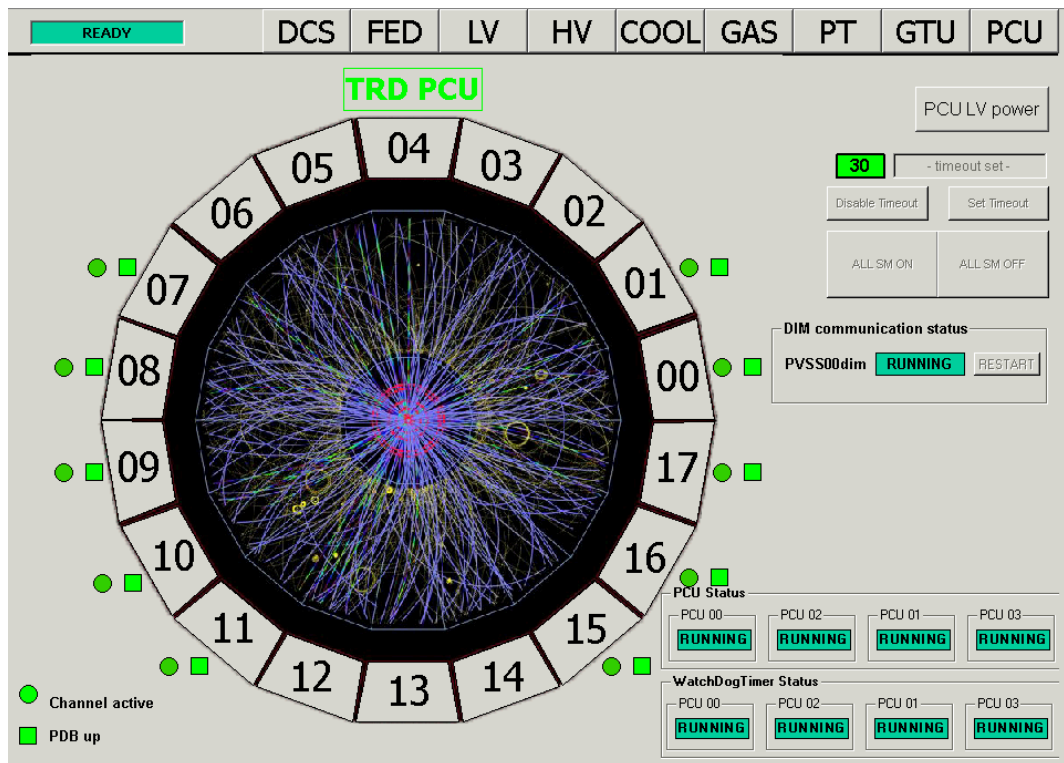 READY
DCS FED LV HV COOL GAS PT GTU PCU
TRD PCU
PCU LV power
30 - timeout set -
Disable Timeout Set Timeout
ALL SM ON ALL SM OFF
DIM communication status
PVSS00dim RUNNING RESTART
04
05
03
06
02
07
01
08
00
09
17
10
16
11
15
12
14
13
PCU Status
PCU 00 PCU 02 PCU 01 PCU 03
RUNNING RUNNING RUNNING RUNNING
WatchDogTimer Status
PCU 00 PCU 02 PCU 01 PCU 03
RUNNING RUNNING RUNNING RUNNING
Channel active
PDB up